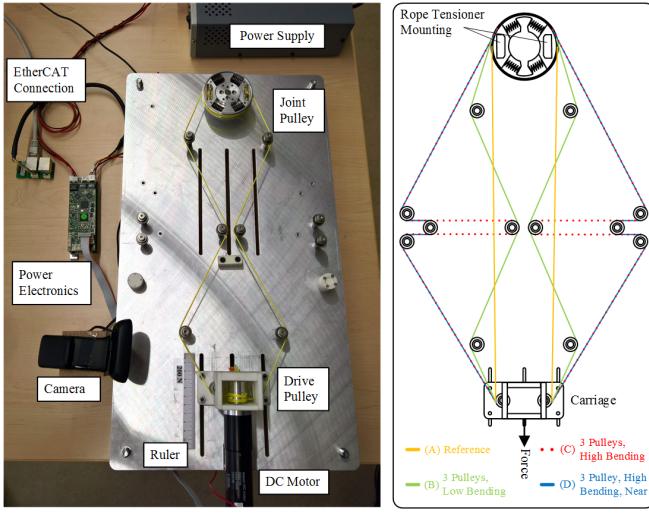 Power Supply
EtherCAT
Connection
Joint
Pulley
Power
Electronics
Camera
Drive
Pulley
Ruler
DC Motor
200 N
Rope Tensioner
Mounting
Carriage
Force
(A) Reference
(B) 3 Pulleys,
Low Bending
(C) 3 Pulleys,
High Bending
(D) 3 Pulley, High
Bending, Near